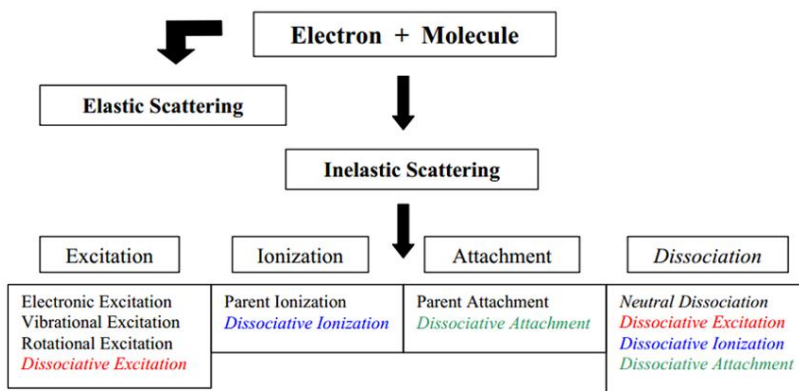 Electron + Molecule
Elastic Scattering
Inelastic Scattering
Excitation
Ionization
Attachment
Dissociation
Electronic Excitation
Vibrational Excitation
Rotational Excitation
Dissociative Excitation
Parent Ionization
Dissociative Ionization
Parent Attachment
Dissociative Attachment
Neutral Dissociation
Dissociative Excitation
Dissociative Ionization
Dissociative Attachment